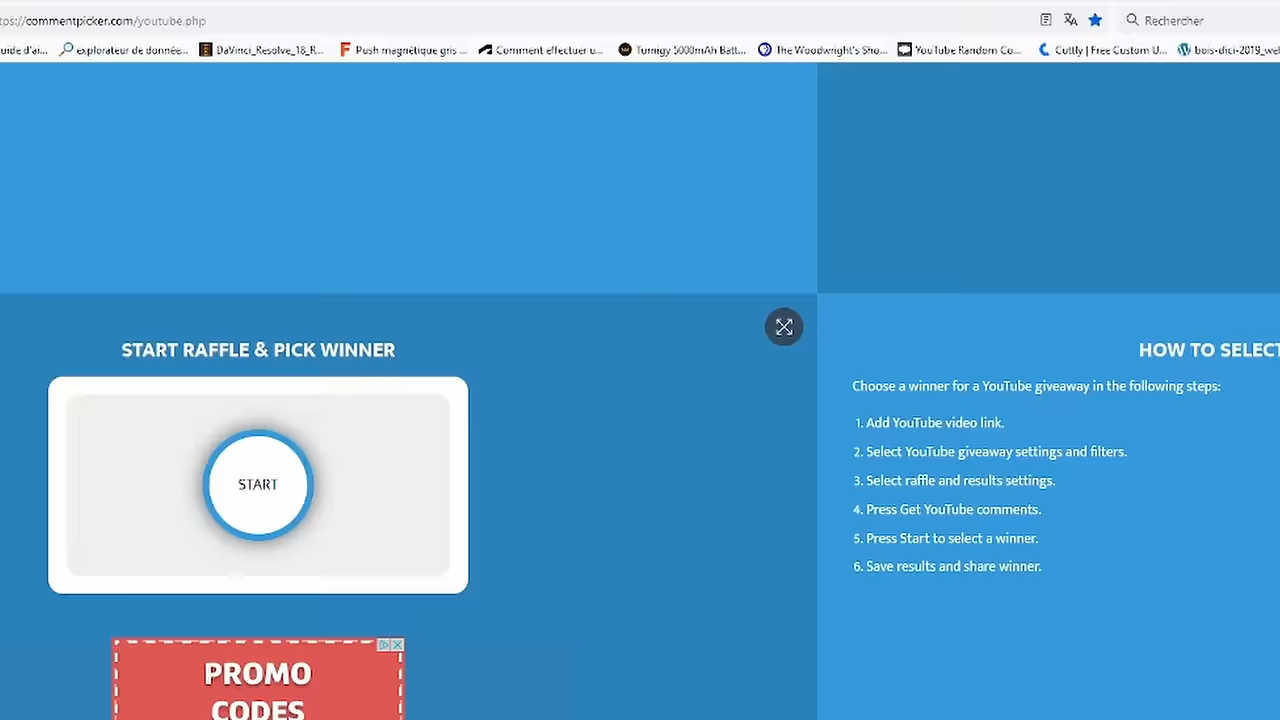 tps://commentpicker.com/youtube.php
Rechercher
uide d'ar...
explorateur de donnée...
DaVinci_Resolve_18_R...
Push magnétique gris ...
Comment effectuer u...
Turnigy 5000mAh Batt...
The Woodwright's Sho...
YouTube Random Co...
Cuttly | Free Custom U...
bois-dici-2019_web
START RAFFLE & PICK WINNER
START
PROMO
CODES
HOW TO SELECT
Choose a winner for a YouTube giveaway in the following steps:
1. Add YouTube video link.
2. Select YouTube giveaway settings and filters.
3. Select raffle and results settings.
4. Press Get YouTube comments.
5. Press Start to select a winner.
6. Save results and share winner.